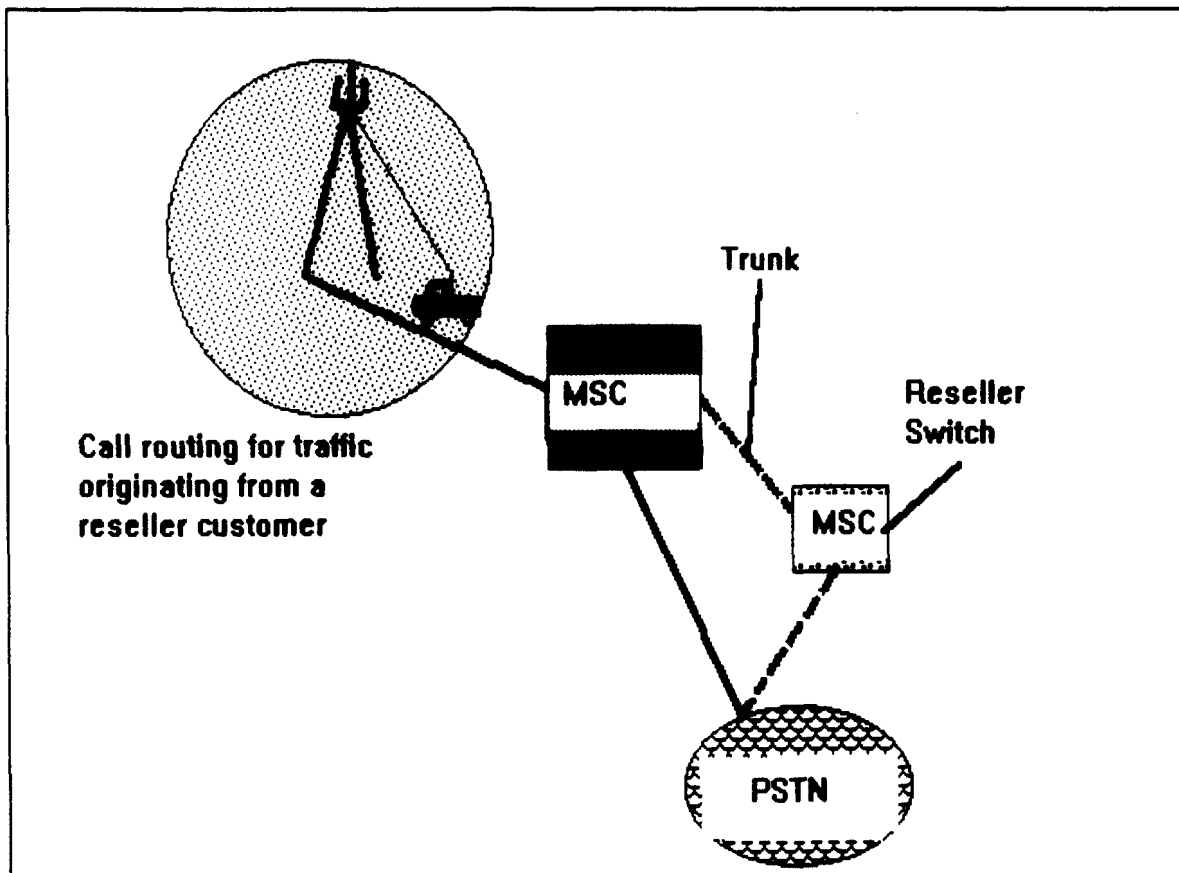 Trunk
MSC
Reseller
Switch
Call routing for traffic
originating from a
reseller customer
MSC
PSTN